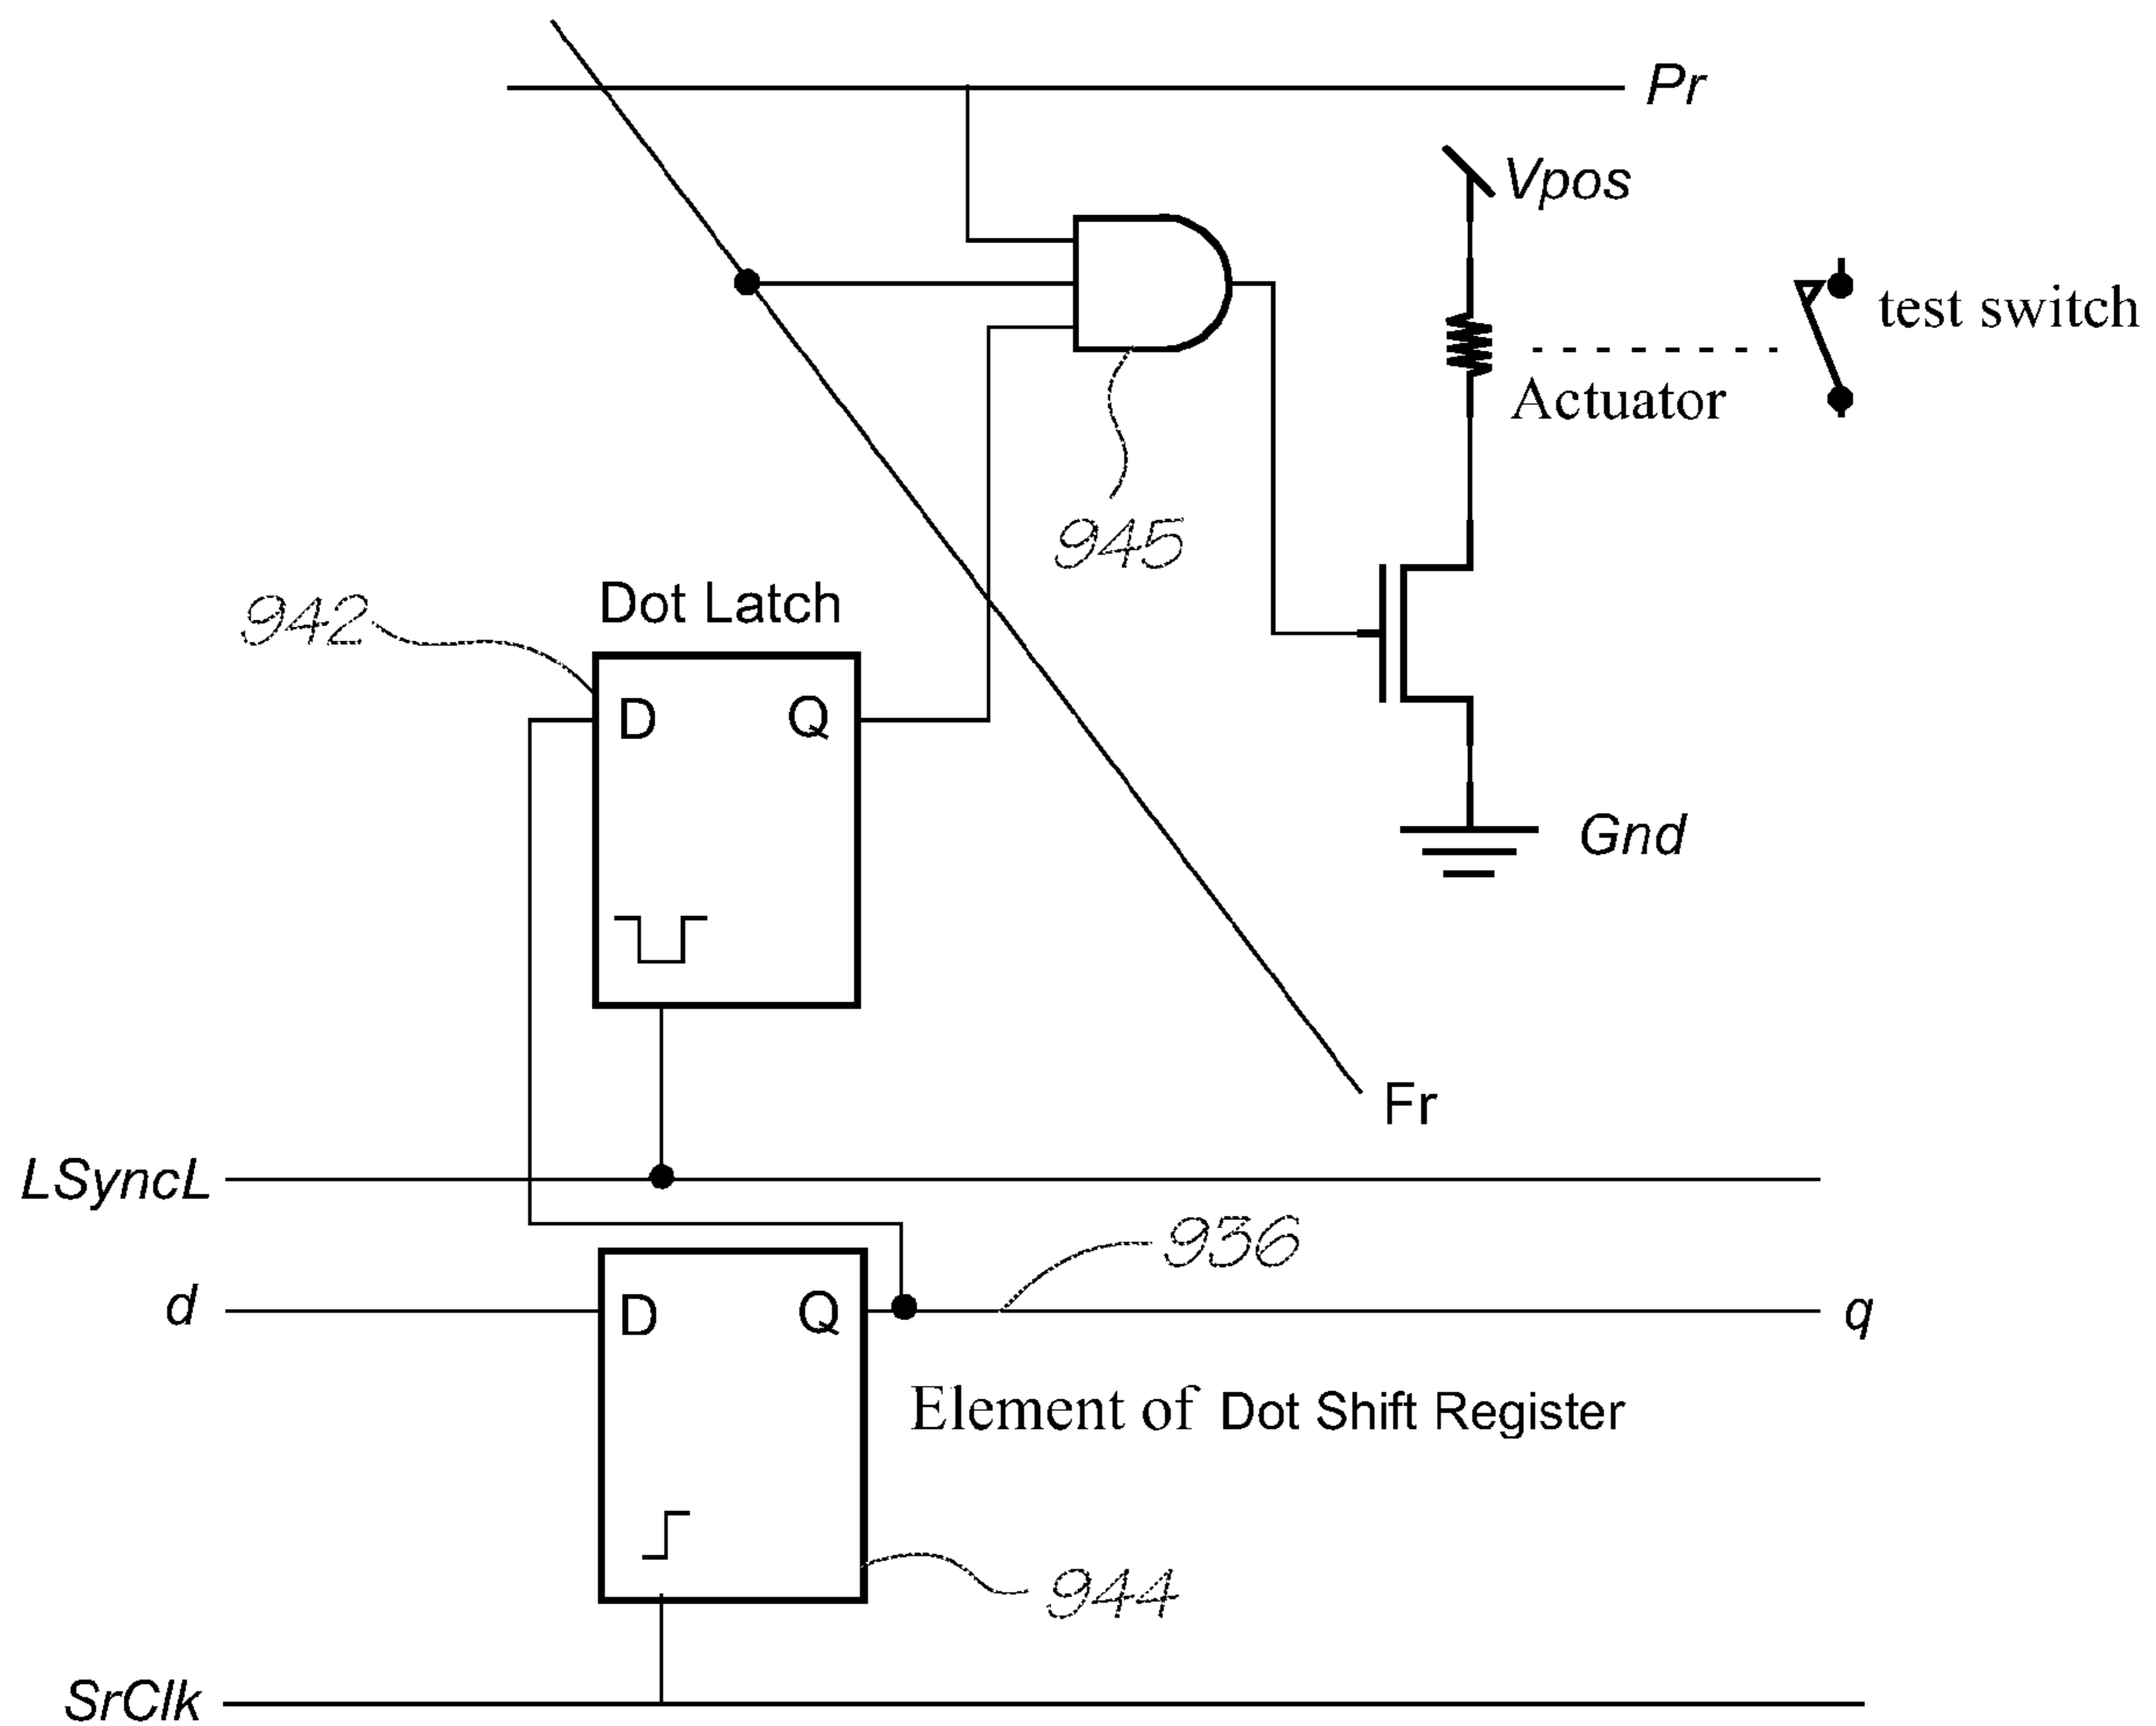 Pr
Vpos
test switch
Actuator
945
942
Dot Latch
D Q
Gnd
Fr
LSyncL
936
d
D Q
q
Element of Dot Shift Register
944
SrClk